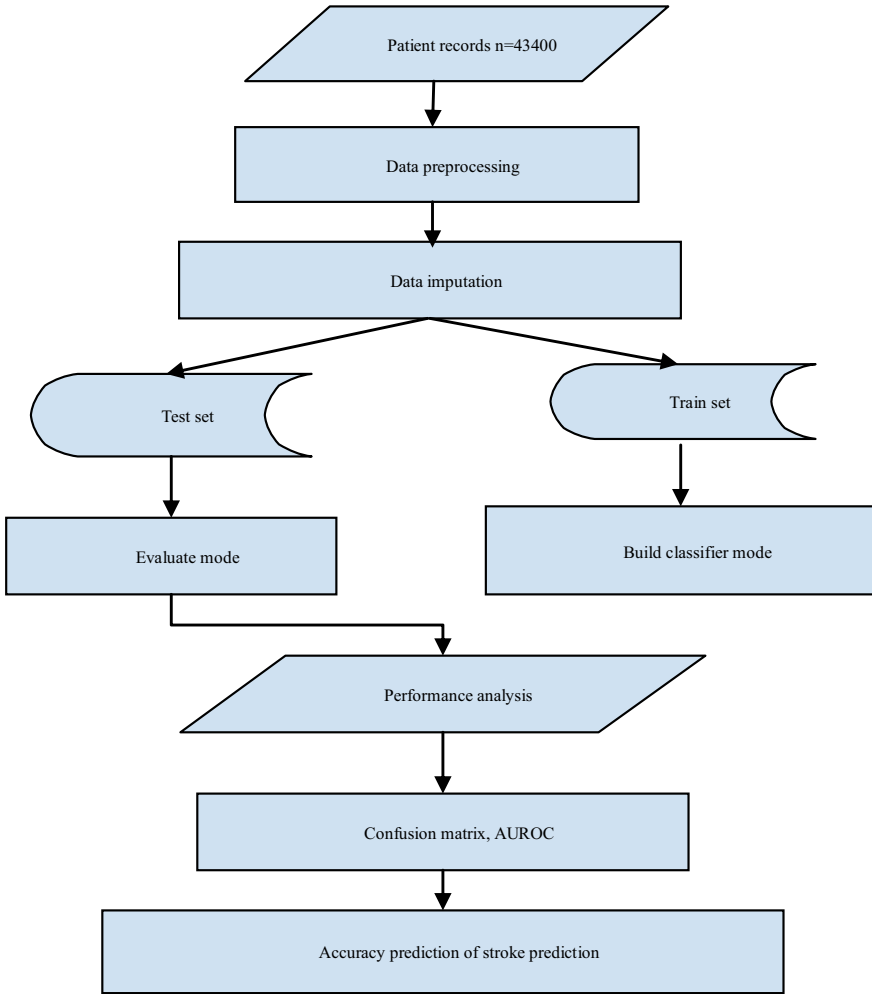 Patient records n=43400
Data preprocessing
Data imputation
Test set
Train set
Evaluate mode
Build classifier mode
Performance analysis
Confusion matrix, AUROC
Accuracy prediction of stroke prediction